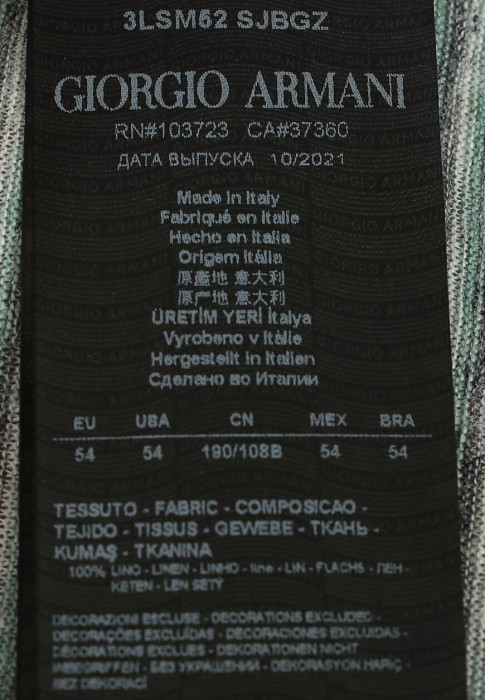 3LSM62 SJBGZ
GIORGIO ARMANI
RN#103723 CA#37360
ДАТА ВЫПУСКА 10/2021
Made in Italy
Fabriqué en Italie
Hecho en Italia
Origem Itália
原產地 意大利
原产地 意大利
ÜRETİM YERİ İtalya
Vyrobeno v Itálie
Hergestellt in Italien
Сделано во Италии
EU USA CN MEX BRA
54 54 190/108B 54 54
TESSUTO - FABRIC - COMPOSICAO -
TEJIDO - TISSUS - GEWEBE - ТКАНЬ -
KUMAŞ - TKANINA
100% LINO - LINEN - LINHO - line - LIN - FLACHS - ЛЕН -
KETEN - LEN SETÝ
DECORAZIONI ESCLUSE - DECORATIONS EXCLUDED -
DECORAÇÕES EXCLUÍDAS - DECORACIONES EXCLUIDAS -
DÉCORATIONS EXCLUES - DEKORATIONEN NICHT
INBEGRIFFEN - БЕЗ УКРАШЕНИЙ - DEKORASYON HARİÇ -
BEZ DEKORACÍ